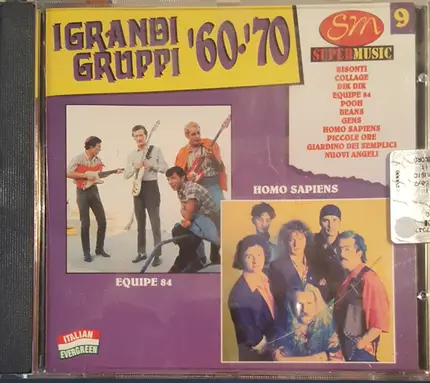 I GRANDI
GRUPPI '60-'70
SM
SUPERMUSIC
9
BISONTI
COLLAGE
DIK DIK
EQUIPE 84
POOH
BEANS
GENS
HOMO SAPIENS
PICCOLE ORE
GIARDINO DEI SEMPLICI
NUOVI ANGELI
HOMO SAPIENS
EQUIPE 84
ITALIAN
EVERGREEN